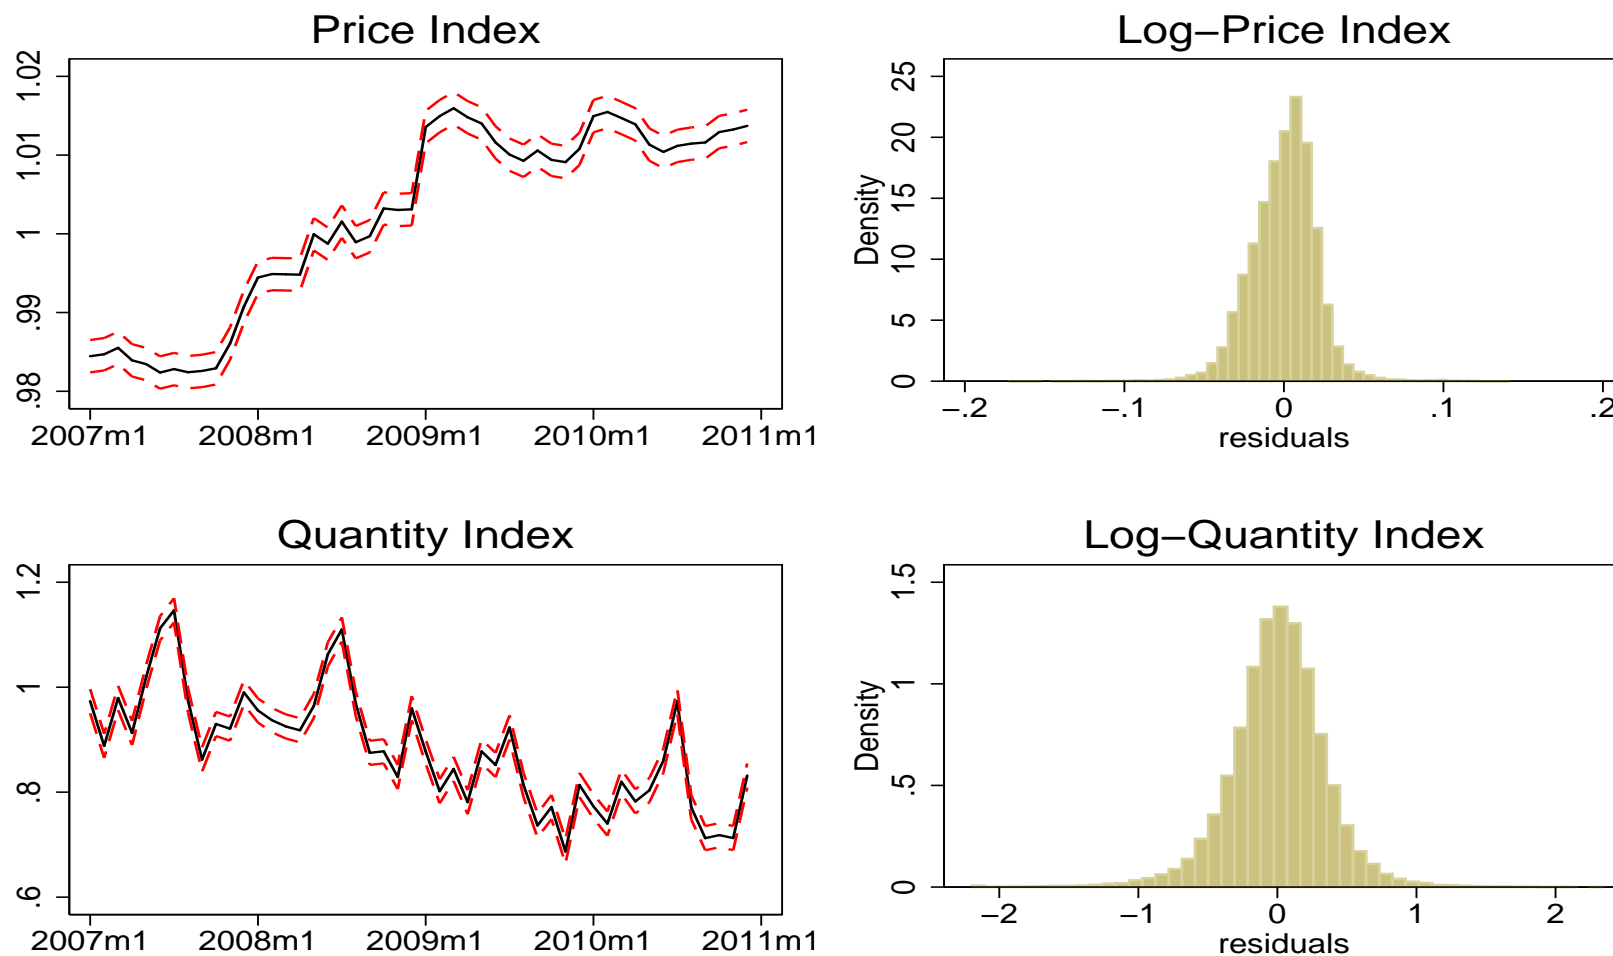 Price Index
1.02
1.01
1
.99
.98
2007m1 2008m1 2009m1 2010m1 2011m1
Log−Price Index
Density
25
20
15
10
5
0
−.2 −.1 0 .1 .2
residuals
Quantity Index
1.2
1
.8
.6
2007m1 2008m1 2009m1 2010m1 2011m1
Log−Quantity Index
Density
1.5
1
.5
0
−2 −1 0 1 2
residuals